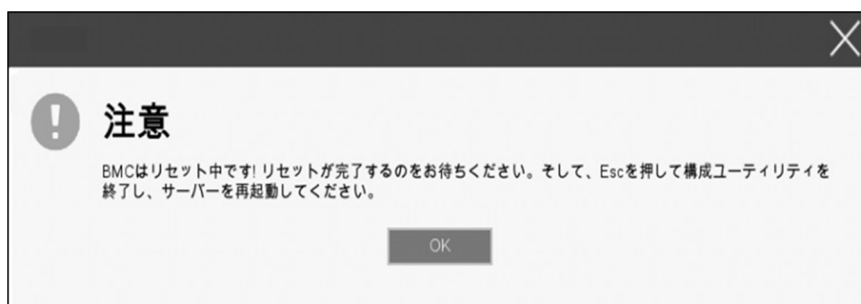 注意
BMCはリセット中です! リセットが完了するのをお待ちください。そして、Escを押して構成ユーティリティを
終了し、サーバーを再起動してください。
OK